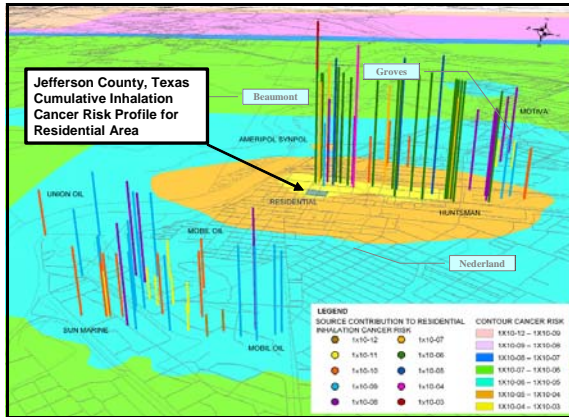 Jefferson County, Texas
Cumulative Inhalation
Cancer Risk Profile for
Residential Area
Beaumont
Groves
MOTIVA
AMERIPOL SYNPOL
UNION OIL
RESIDENTIAL
HUNTSMAN
MOBIL OIL
Nederland
SUN MARINE
MOBIL OIL
LEGEND
SOURCE CONTRIBUTION TO RESIDENTIAL
INHALATION CANCER RISK
1x10-12
1x10-07
1x10-11
1x10-06
1x10-10
1x10-05
1x10-09
1x10-04
1x10-08
1x10-03
CONTOUR CANCER RISK
1X10-12 - 1X10-09
1X10-09 - 1X10-08
1X10-08 - 1X10-07
1X10-07 - 1X10-06
1X10-06 - 1X10-05
1X10-05 - 1X10-04
1X10-04 - 1X10-03